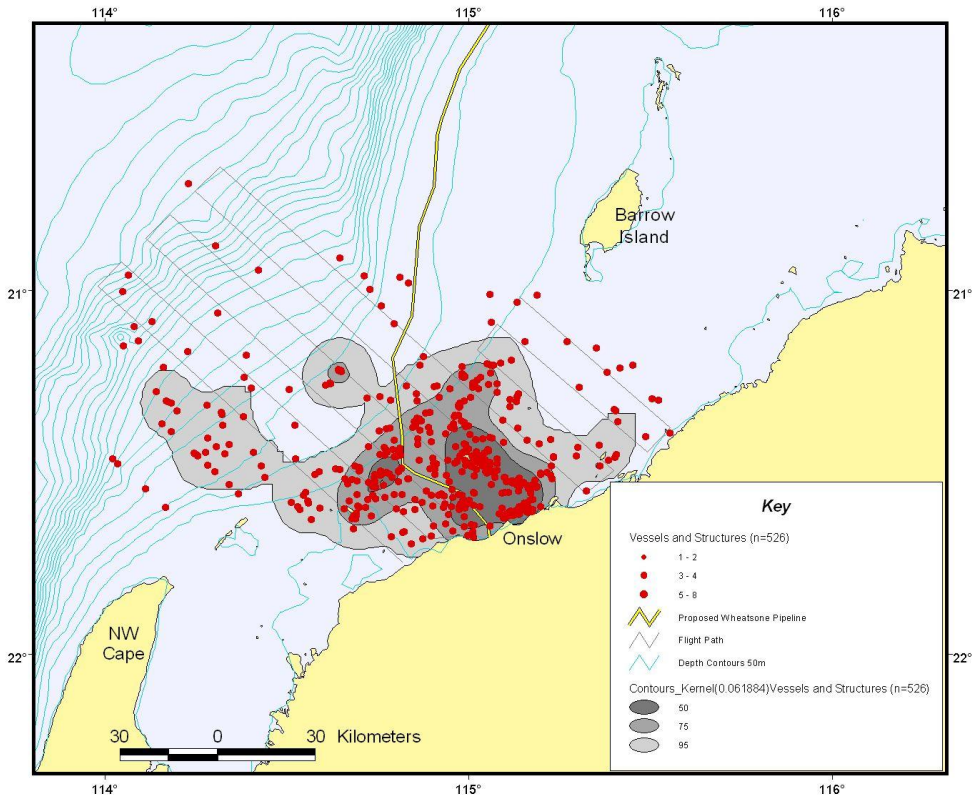 114° 115° 116°
Barrow
Island
21° 21°
Onslow
NW
Cape
22° 22°
30 0 30 Kilometers
Key
Vessels and Structures (n=526)
1 - 2
3 - 4
5 - 8
Proposed Wheatsone Pipeline
Flight Path
Depth Contours 50m
Contours_Kernel(0.061884)Vessels and Structures (n=526)
50
75
95
114° 115° 116°